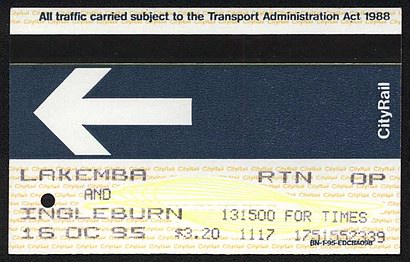 All traffic carried subject to the Transport Administration Act 1988
CityRail
LAKEMBA RTN OP
AND
INGLEBURN 131500 FOR TIMES
16 OC 95 $3.20 1117 1751552339